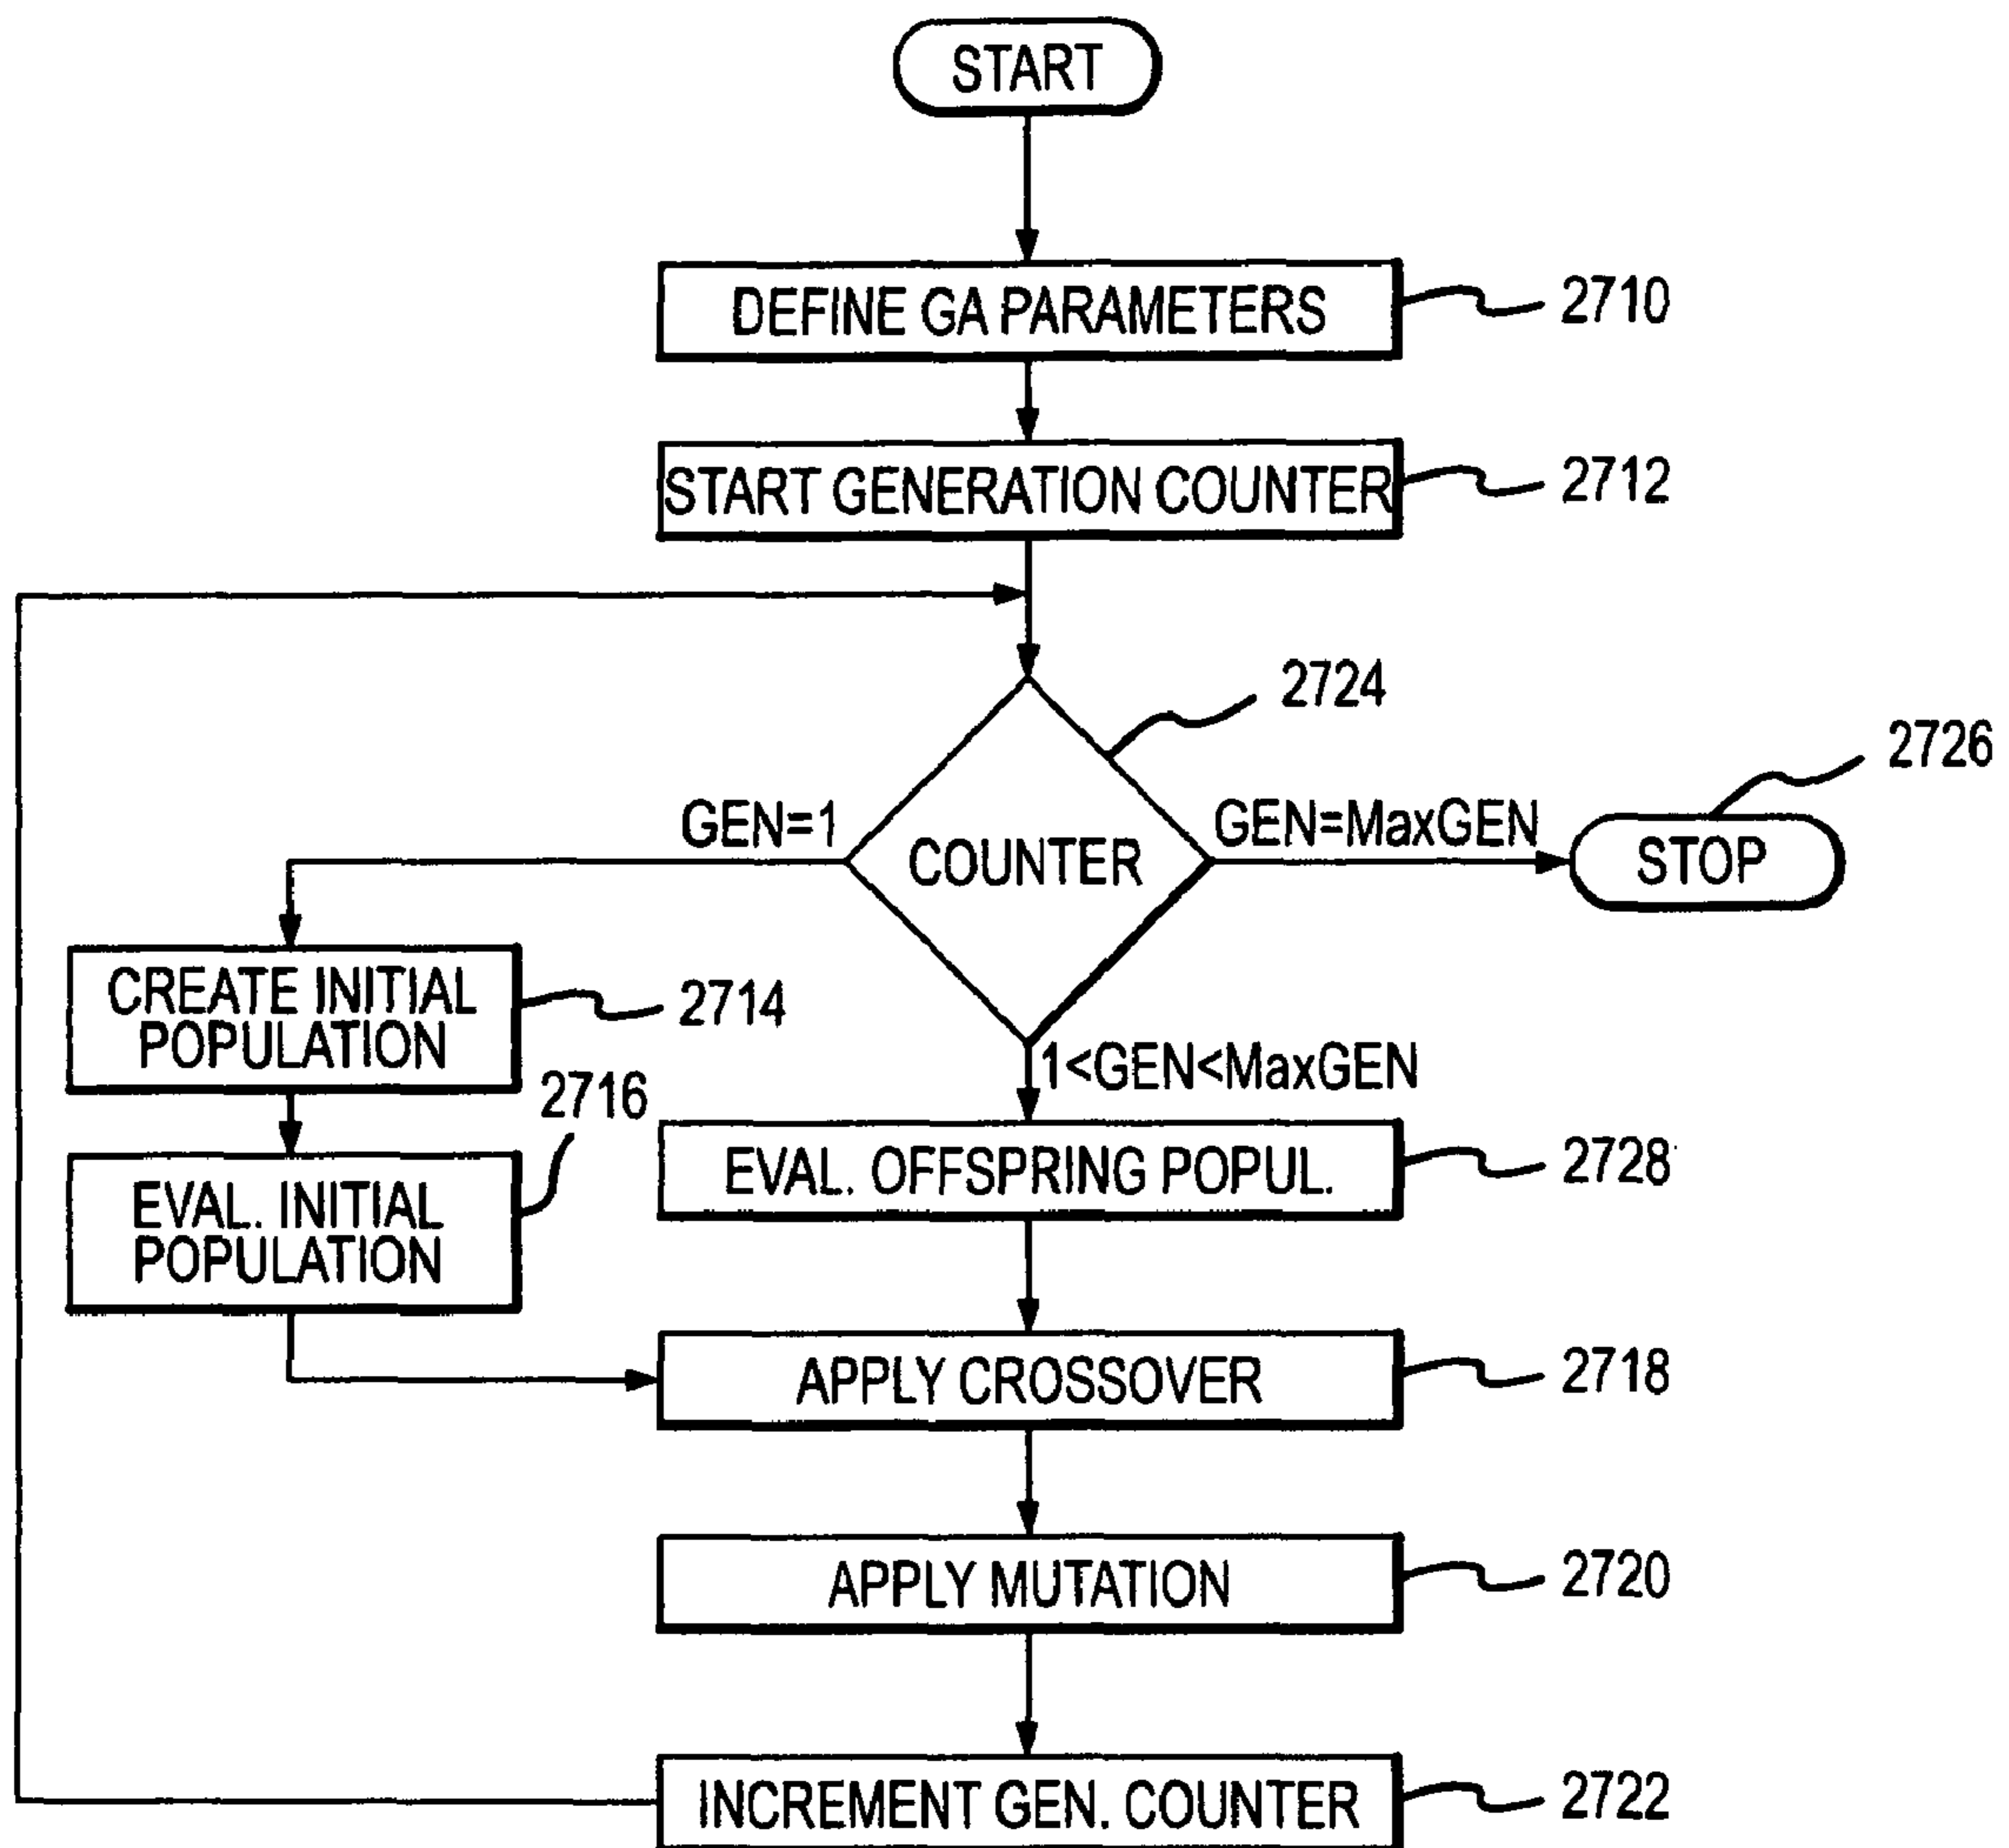 START
DEFINE GA PARAMETERS
2710
START GENERATION COUNTER
2712
2724
2726
GEN=1
COUNTER
GEN=MaxGEN
STOP
CREATE INITIAL
POPULATION
2714
1<GEN<MaxGEN
2716
EVAL. INITIAL
POPULATION
EVAL. OFFSPRING POPUL.
2728
APPLY CROSSOVER
2718
APPLY MUTATION
2720
INCREMENT GEN. COUNTER
2722